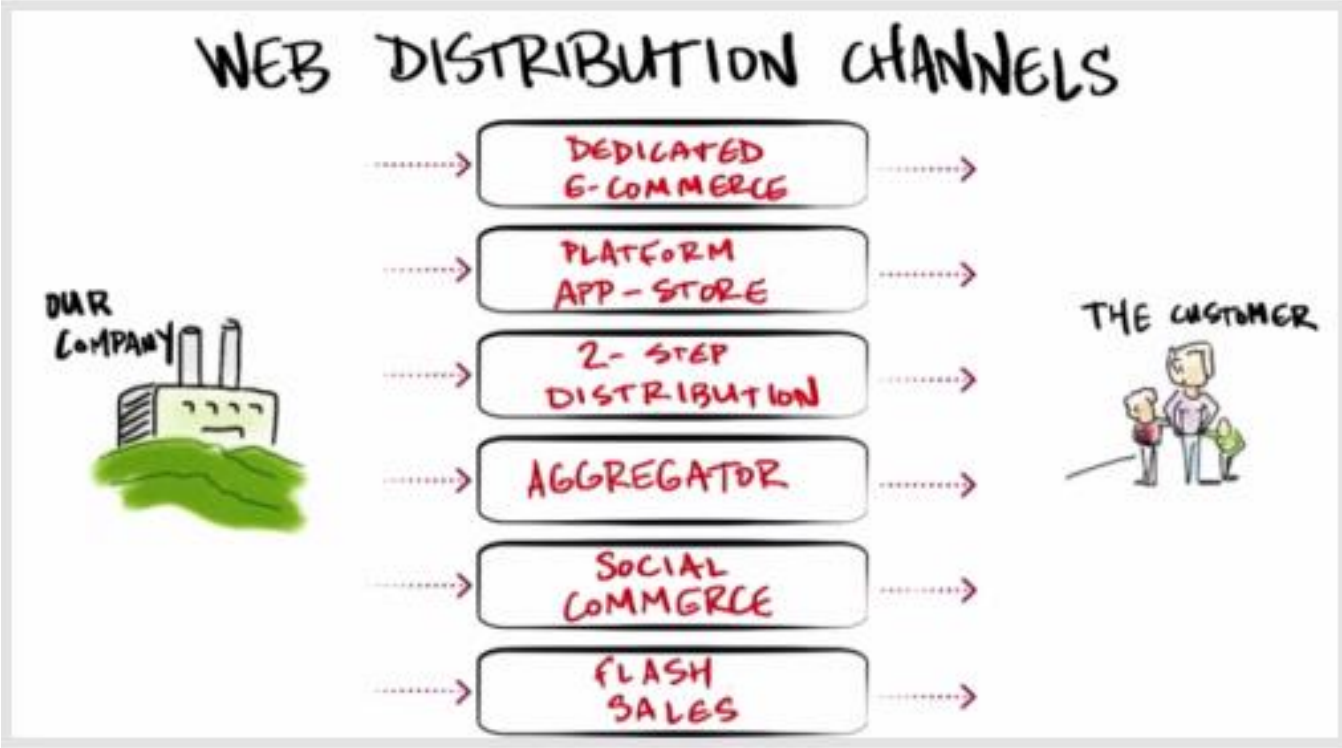 WEB DISTRIBUTION CHANNELS
DEDICATED
E-COMMERCE
PLATFORM
APP-STORE
OUR
COMPANY
THE CUSTOMER
2-STEP
DISTRIBUTION
AGGREGATOR
SOCIAL
COMMERCE
FLASH
SALES